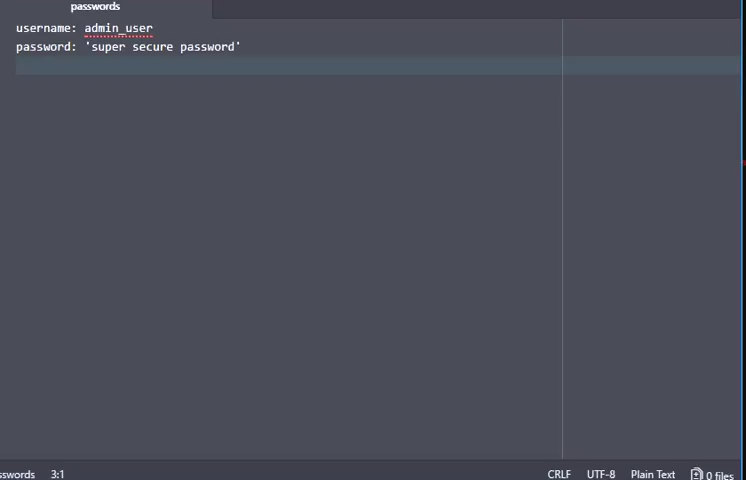 passwords
username: admin_user
password: 'super secure password'
sswords 3:1 CRLF UTF-8 Plain Text 0 files